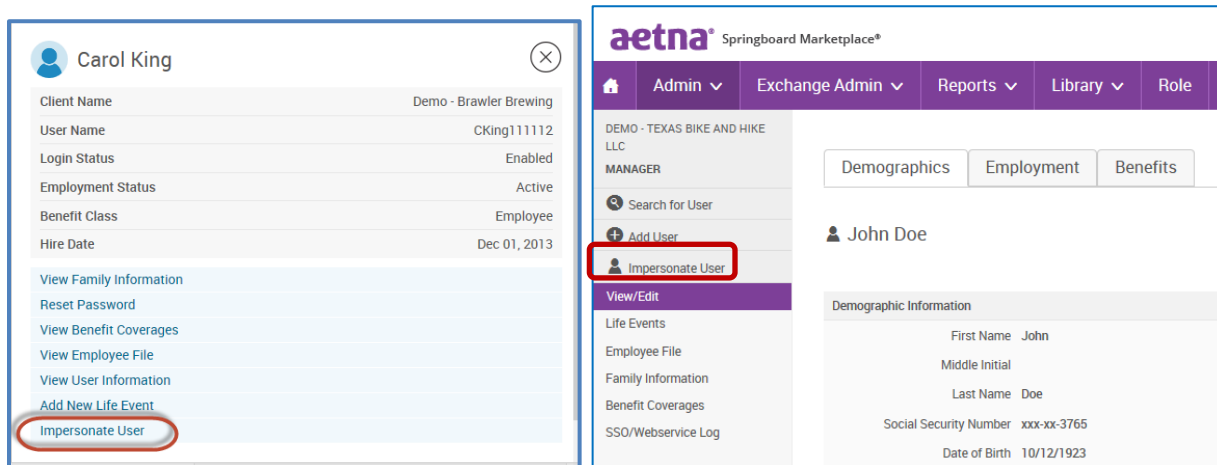 Carol King
Client Name Demo - Brawler Brewing
User Name CKing111112
Login Status Enabled
Employment Status Active
Benefit Class Employee
Hire Date Dec 01, 2013
View Family Information
Reset Password
View Benefit Coverages
View Employee File
View User Information
Add New Life Event
Impersonate User
aetna® Springboard Marketplace®
Admin Exchange Admin Reports Library Role
DEMO - TEXAS BIKE AND HIKE
LLC
MANAGER
Search for User
Add User
Impersonate User
View/Edit
Life Events
Employee File
Family Information
Benefit Coverages
SSO/Webservice Log
Demographics Employment Benefits
John Doe
Demographic Information
First Name John
Middle Initial
Last Name Doe
Social Security Number xxx-xx-3765
Date of Birth 10/12/1923